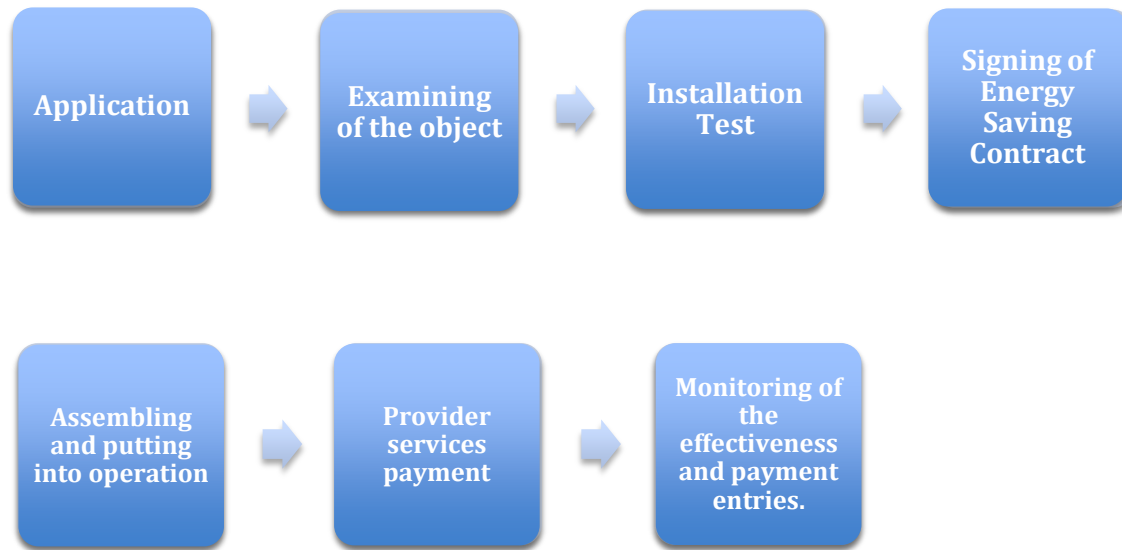 Application
Examining
of the object
Installation
Test
Signing of
Energy
Saving
Contract
Assembling
and putting
into operation
Provider
services
payment
Monitoring of
the
effectiveness
and payment
entries.